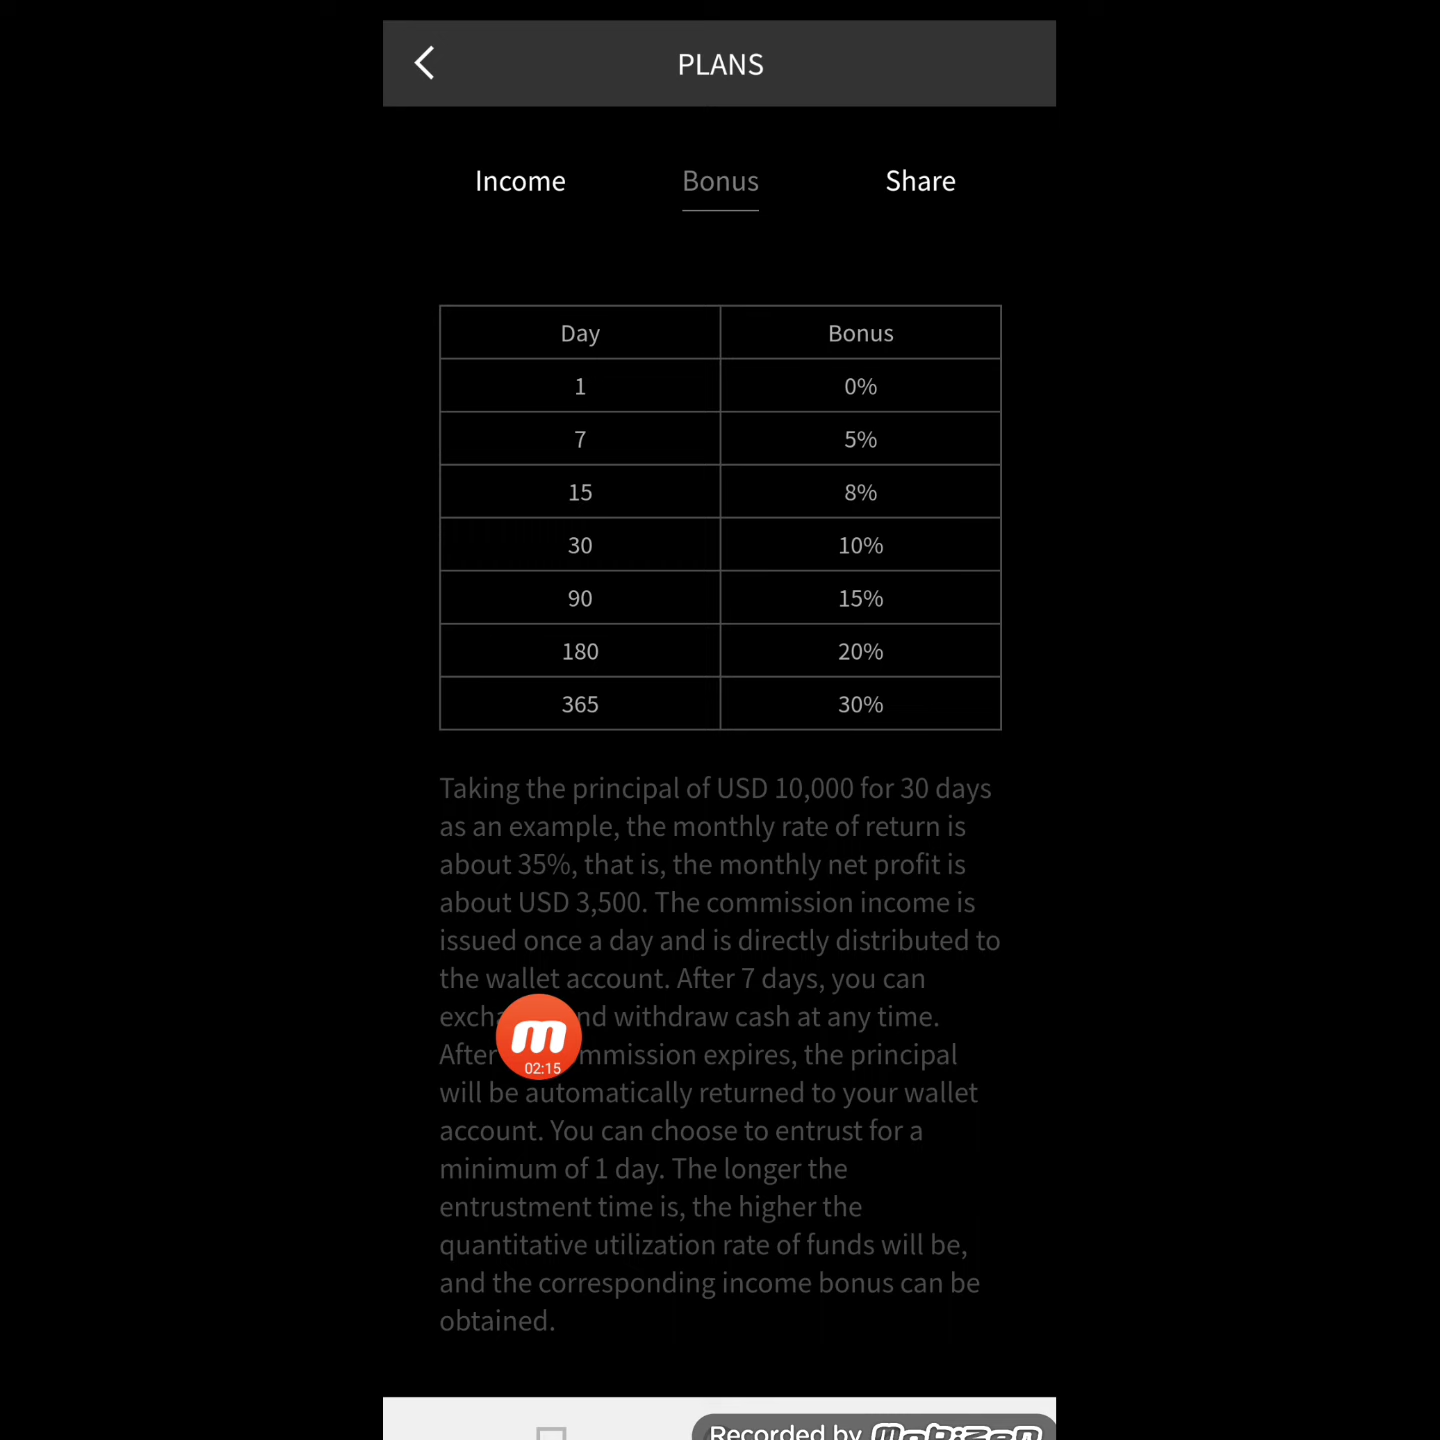 PLANS
Income Bonus Share
Day Bonus
1 0%
7 5%
15 8%
30 10%
90 15%
180 20%
365 30%
Taking the principal of USD 10,000 for 30 days
as an example, the monthly rate of return is
about 35%, that is, the monthly net profit is
about USD 3,500. The commission income is
issued once a day and is directly distributed to
the wallet account. After 7 days, you can
withdraw cash at any time.
After expires, the principal
m
02:15
will be automatically returned to your wallet
account. You can choose to entrust for a
minimum of 1 day. The longer the
entrustment time is, the higher the
quantitative utilization rate of funds will be,
and the corresponding income bonus can be
obtained.
Recorded by Mobizen